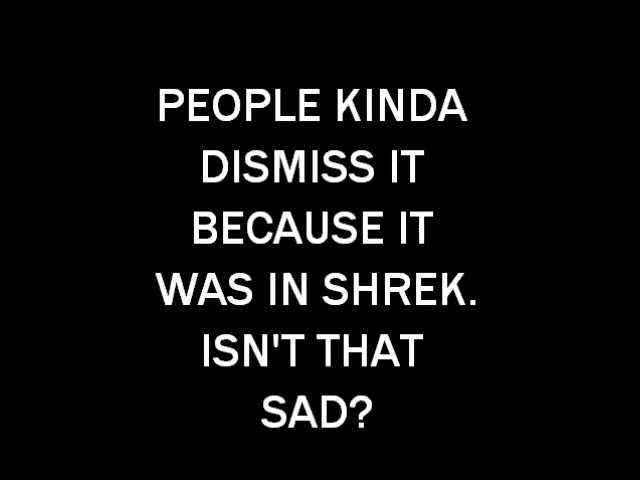 PEOPLE KINDA
DISMISS IT
BECAUSE IT
WAS IN SHREK.
ISN'T THAT
SAD?